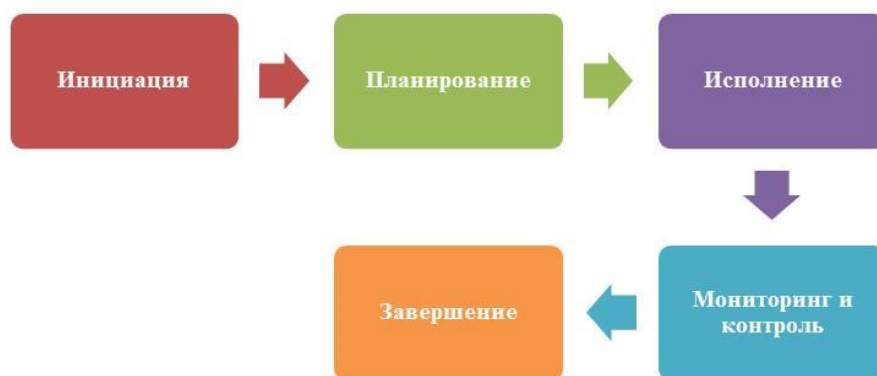 Инициация
Планирование
Исполнение
Мониторинг и
контроль
Завершение